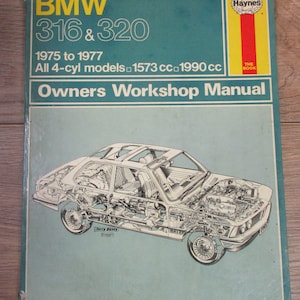 BMW
316 & 320
Haynes
1975 to 1977
All 4-cyl models □ 1573 cc □ 1990 cc
Owners Workshop Manual